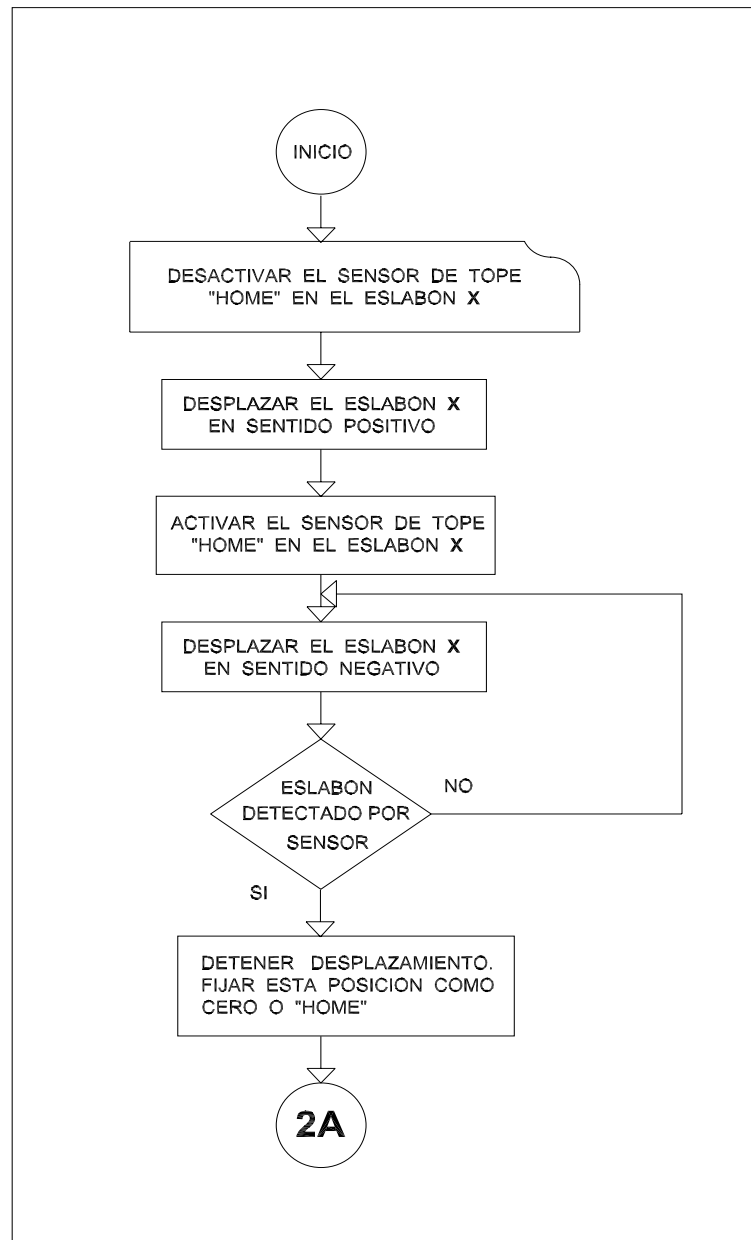 INICIO
DESACTIVAR EL SENSOR DE TOPE
"HOME" EN EL ESLABON X
DESPLAZAR EL ESLABON X
EN SENTIDO POSITIVO
ACTIVAR EL SENSOR DE TOPE
"HOME" EN EL ESLABON X
DESPLAZAR EL ESLABON X
EN SENTIDO NEGATIVO
ESLABON
DETECTADO POR
SENSOR
NO
SI
DETENER DESPLAZAMIENTO.
FIJAR ESTA POSICION COMO
CERO O "HOME"
2A